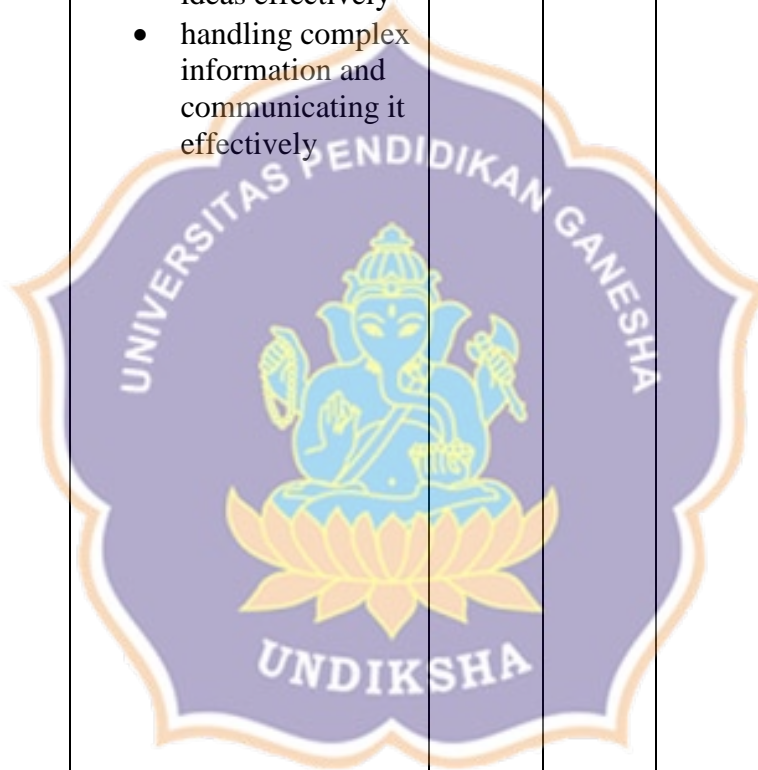 ideas effectively
• handling complex
information and
communicating it
effectively
UNIVERSITAS PENDIDIKAN GANESHA
UNDIKSHA